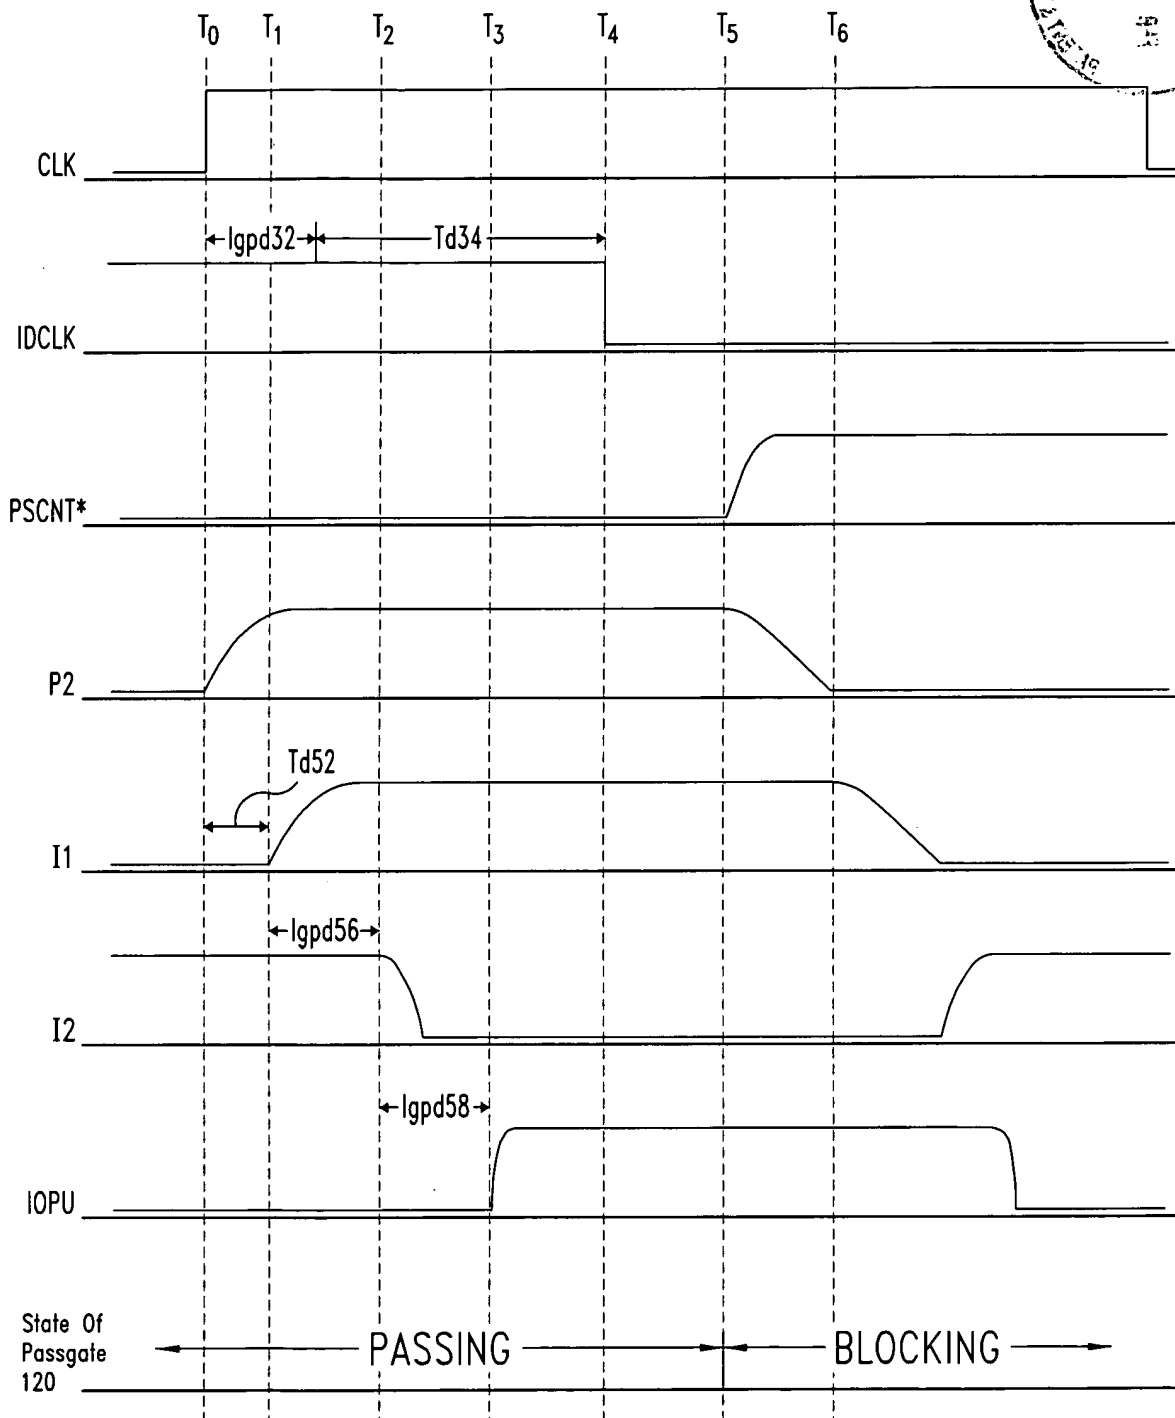 T0 T1 T2 T3 T4 T5 T6
CLK
Igpd32 Td34
IDCLK
PSCNT*
P2
Td52
I1
Igpd56
I2
Igpd58
IOPU
State Of
Passgate
120
PASSING BLOCKING